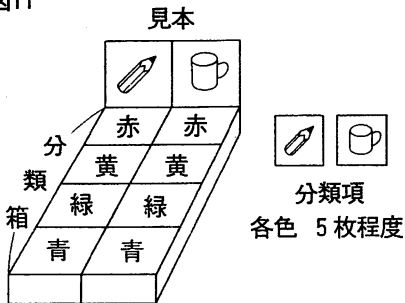 図11
見本
分類箱
赤 赤
黄 黄
緑 緑
青 青
分類項
各色 5枚程度